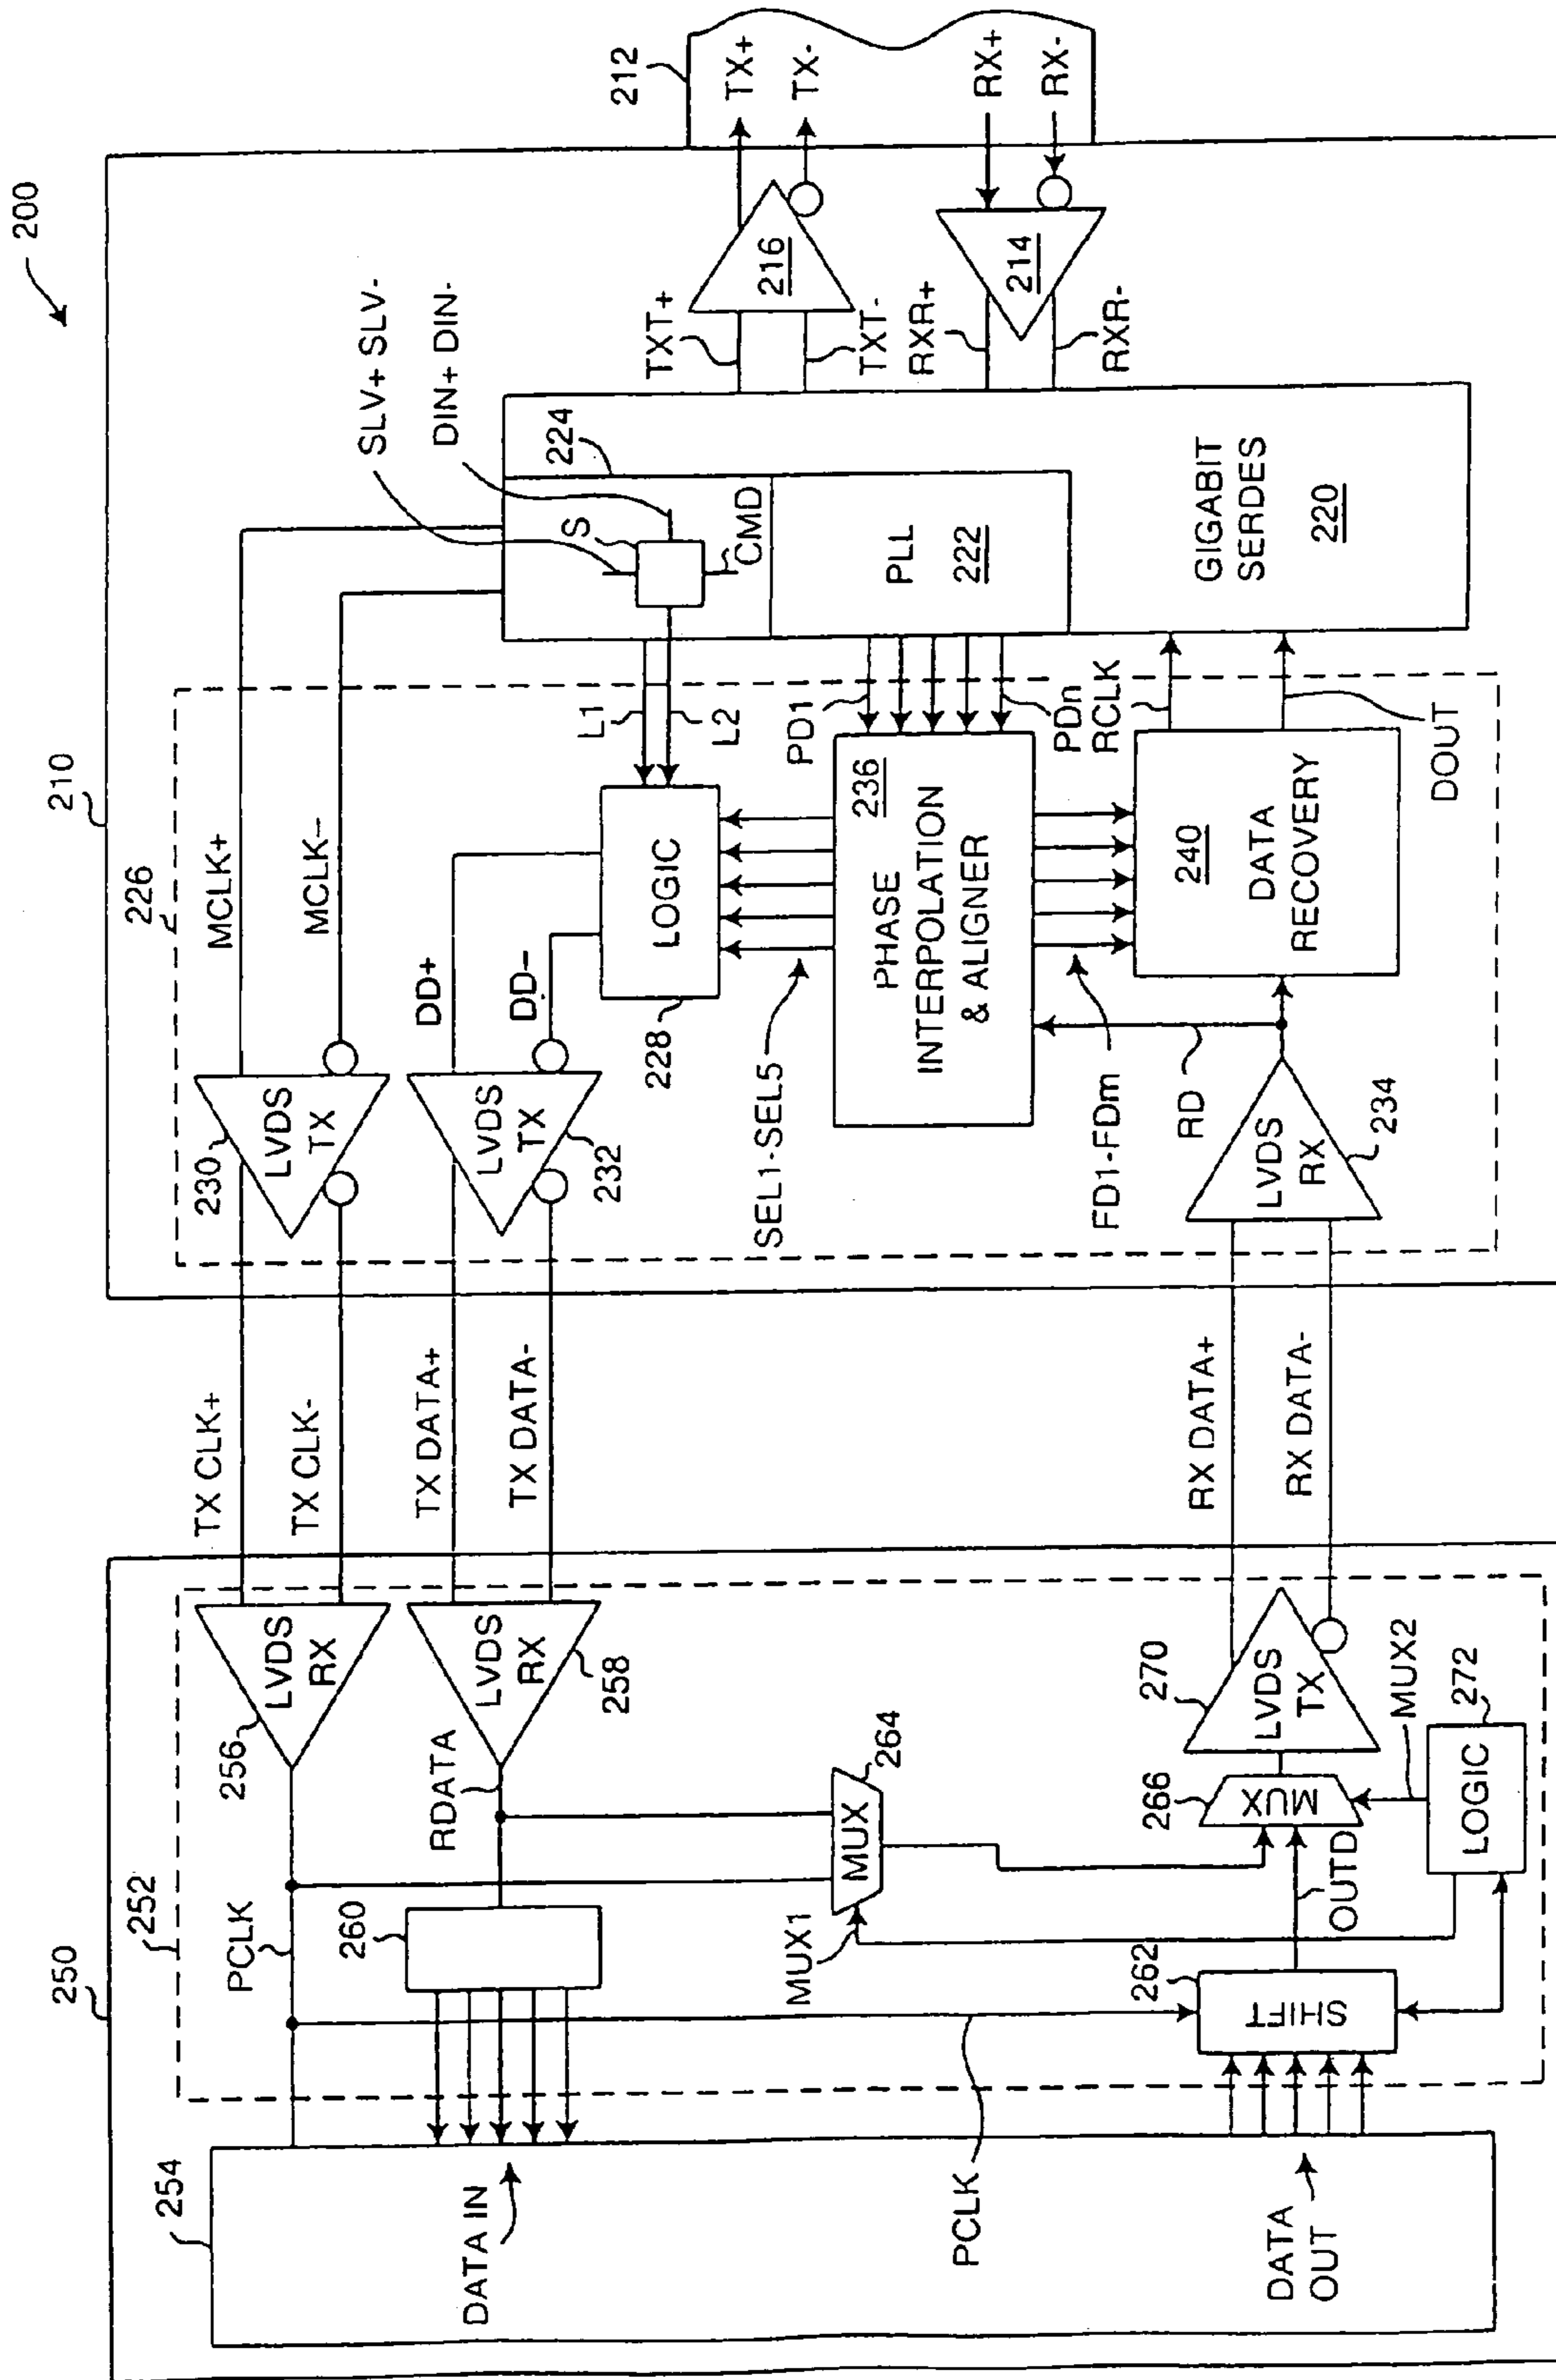 200
210
212
TX+
TX-
RX+
RX-
216
214
TXT+
TXT-
RXR+
RXR-
SLV+ SLV-
DIN+ DIN-
224
S
CMD
PLL
222
GIGABIT
SERDES
220
226
MCLK+
MCLK-
L1
L2
PD1
PDn
RCLK
DOUT
DD+
DD-
LOGIC
228
236
PHASE
INTERPOLATION
& ALIGNER
240
DATA
RECOVERY
SEL1-SEL5
FD1-FDm
RD
230
LVDS
TX
LVDS
TX
232
LVDS
RX
234
TX CLK+
TX CLK-
TX DATA+
TX DATA-
RX DATA+
RX DATA-
250
252
LVDS
RX
256
LVDS
RX
258
PCLK
RDATA
260
MUX
264
MUX1
270
LVDS
TX
266
MUX
MUX2
272
LOGIC
OUTD
262
SHIFT
254
DATA IN
PCLK
DATA
OUT